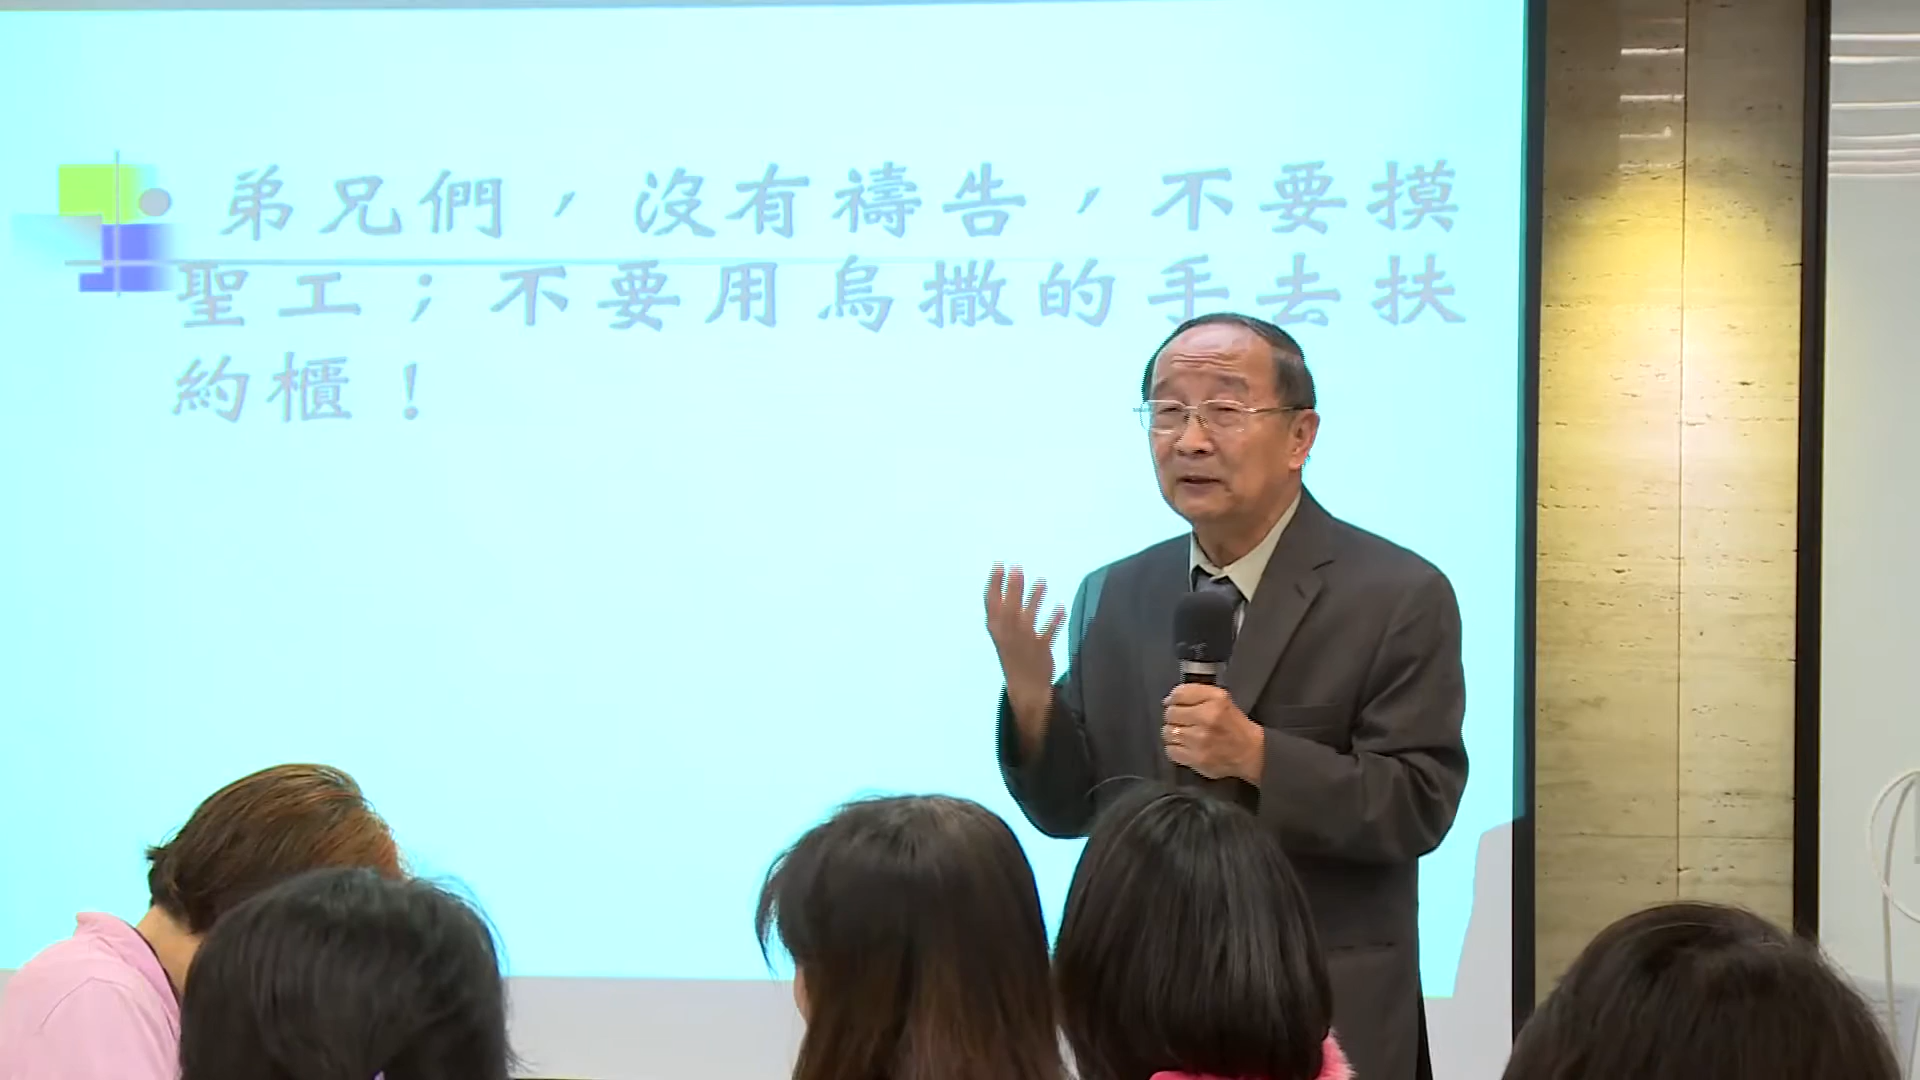 弟兄們，沒有禱告，不要摸
聖工；不要用烏撒的手去扶
約櫃！